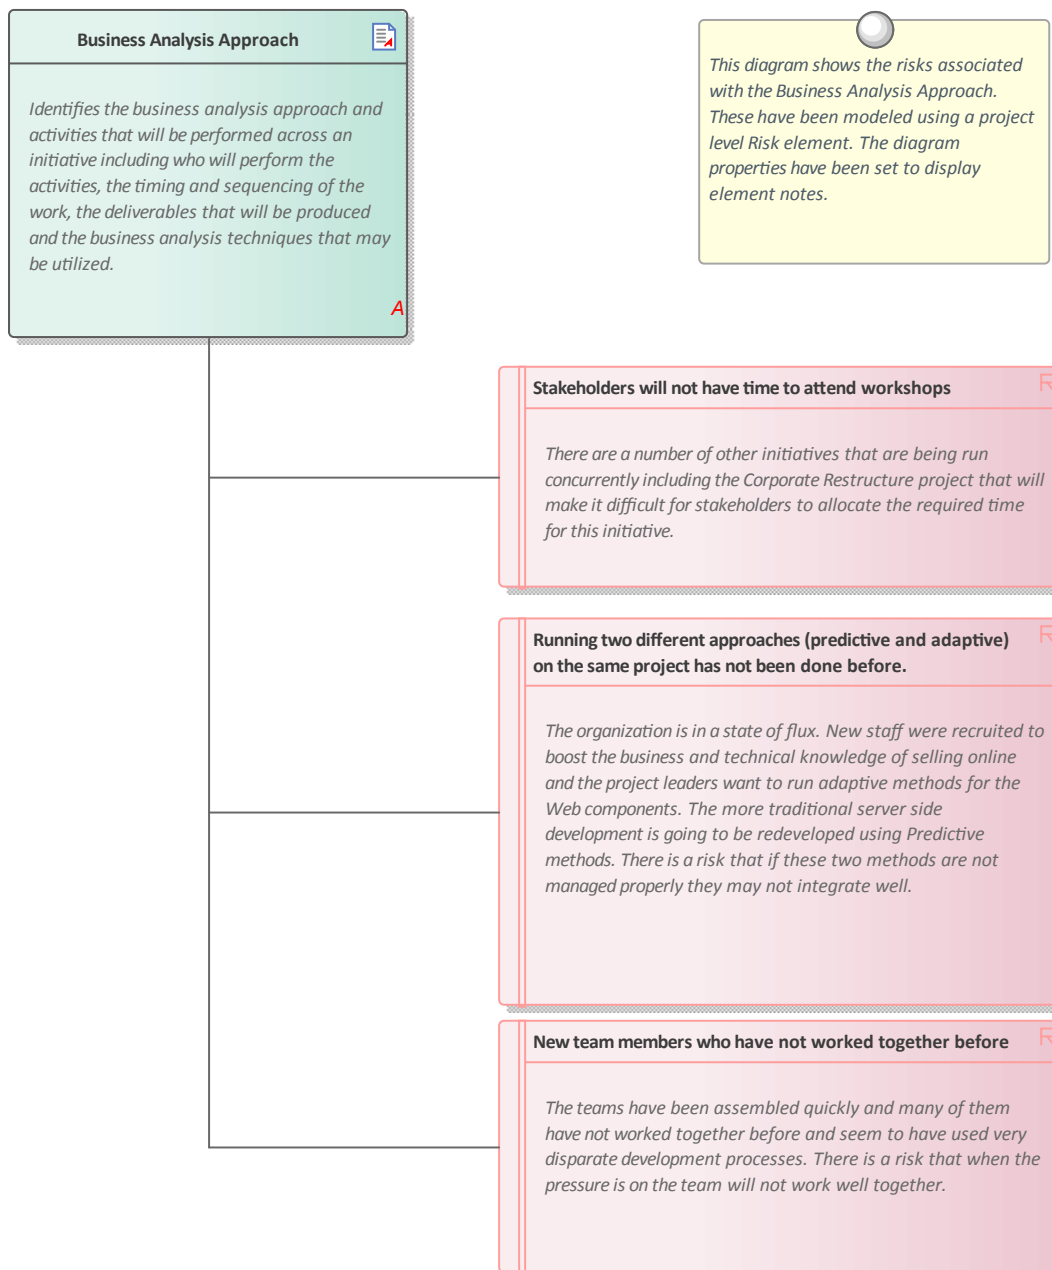 Business Analysis Approach
Identifies the business analysis approach and
activities that will be performed across an
initiative including who will perform the
activities, the timing and sequencing of the
work, the deliverables that will be produced
and the business analysis techniques that may
be utilized.
A
This diagram shows the risks associated
with the Business Analysis Approach.
These have been modeled using a project
level Risk element. The diagram
properties have been set to display
element notes.
Stakeholders will not have time to attend workshops
R
There are a number of other initiatives that are being run
concurrently including the Corporate Restructure project that will
make it difficult for stakeholders to allocate the required time
for this initiative.
Running two different approaches (predictive and adaptive)
on the same project has not been done before.
R
The organization is in a state of flux. New staff were recruited to
boost the business and technical knowledge of selling online
and the project leaders want to run adaptive methods for the
Web components. The more traditional server side
development is going to be redeveloped using Predictive
methods. There is a risk that if these two methods are not
managed properly they may not integrate well.
New team members who have not worked together before
R
The teams have been assembled quickly and many of them
have not worked together before and seem to have used very
disparate development processes. There is a risk that when the
pressure is on the team will not work well together.